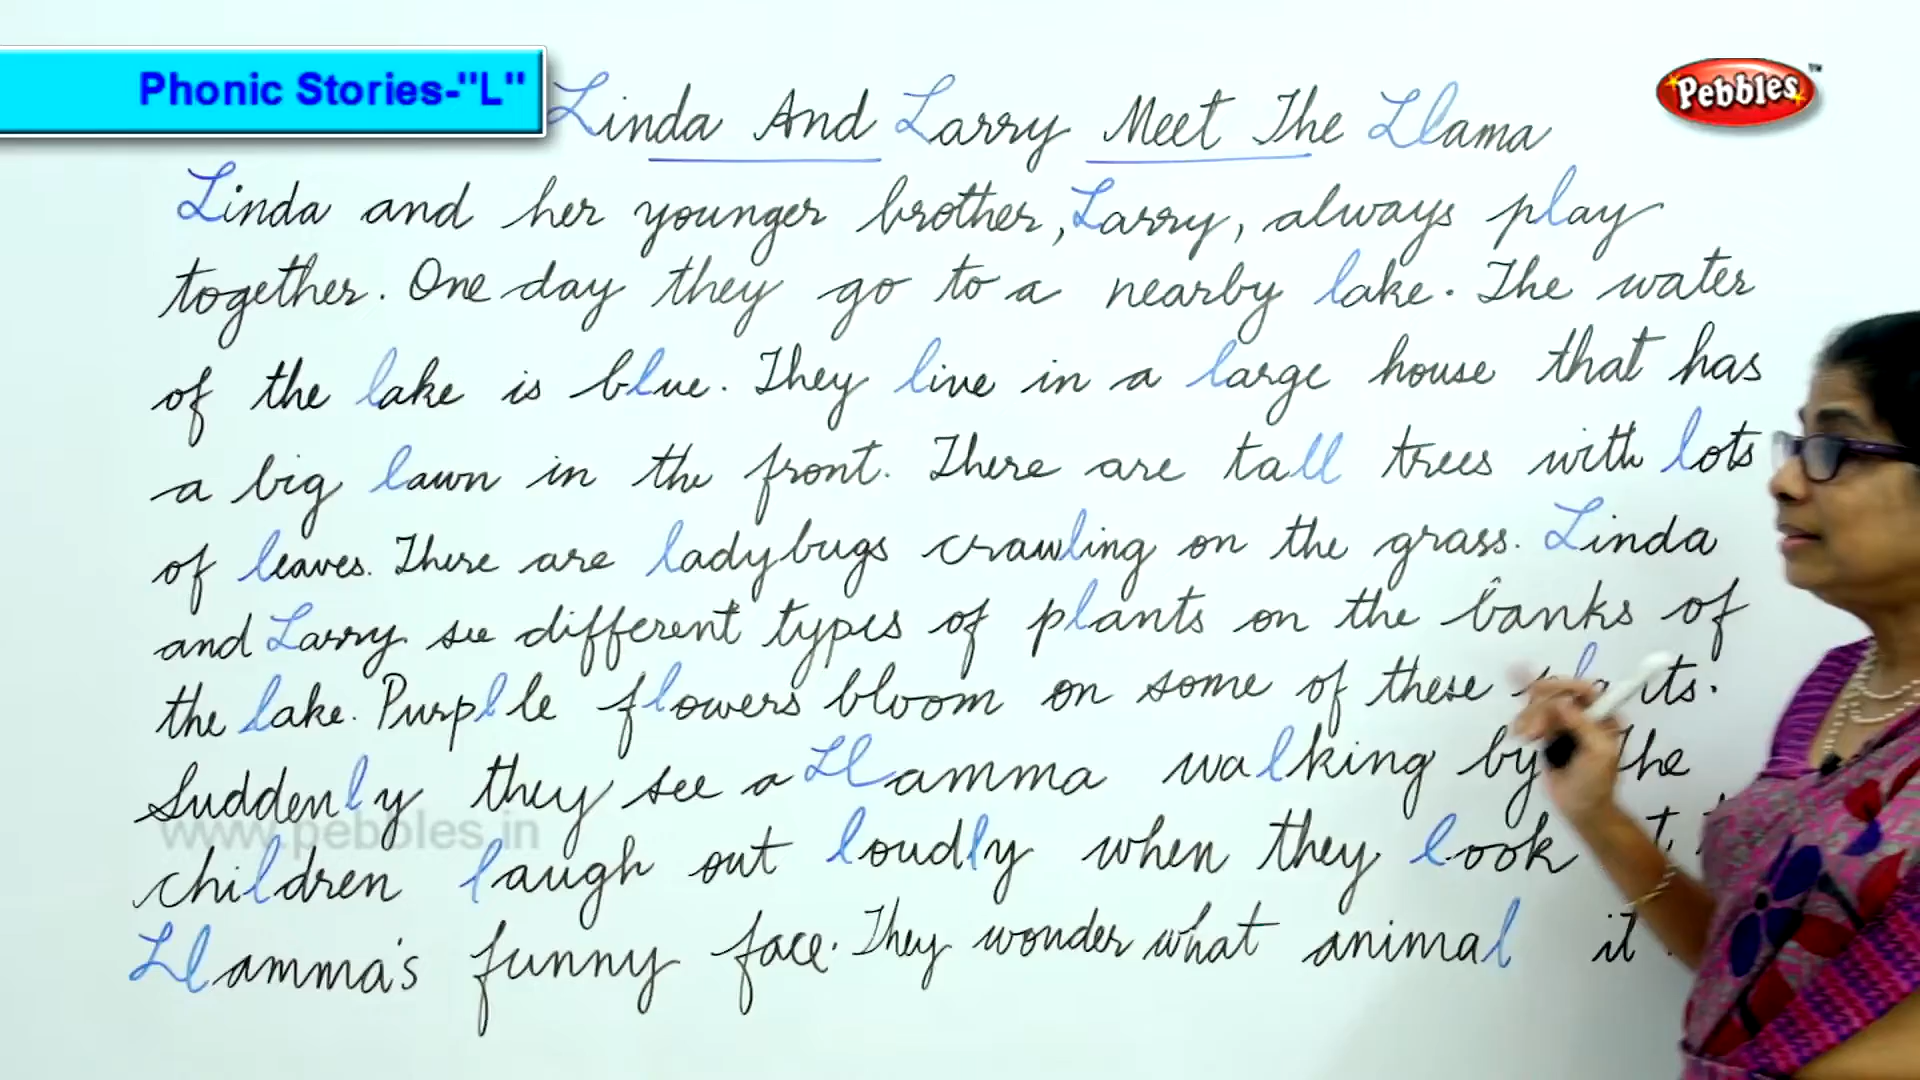 Phonic Stories-"L"
Pebbles™
Linda And Larry Meet The Llama
Linda and her younger brother, Larry, always play
together. One day they go to a nearby lake. The water
of the lake is blue. They live in a large house that has
a big lawn in the front. There are tall trees with lots
of leaves. There are ladybugs crawling on the grass. Linda
and Larry see different types of plants on the banks of
the lake. Purplle flowers bloom on some of these
Suddenly they see a Llamma walking by The
www.pebbles.in
children laugh out loudly when they look
Llamma's funny face. They wonder what animal it